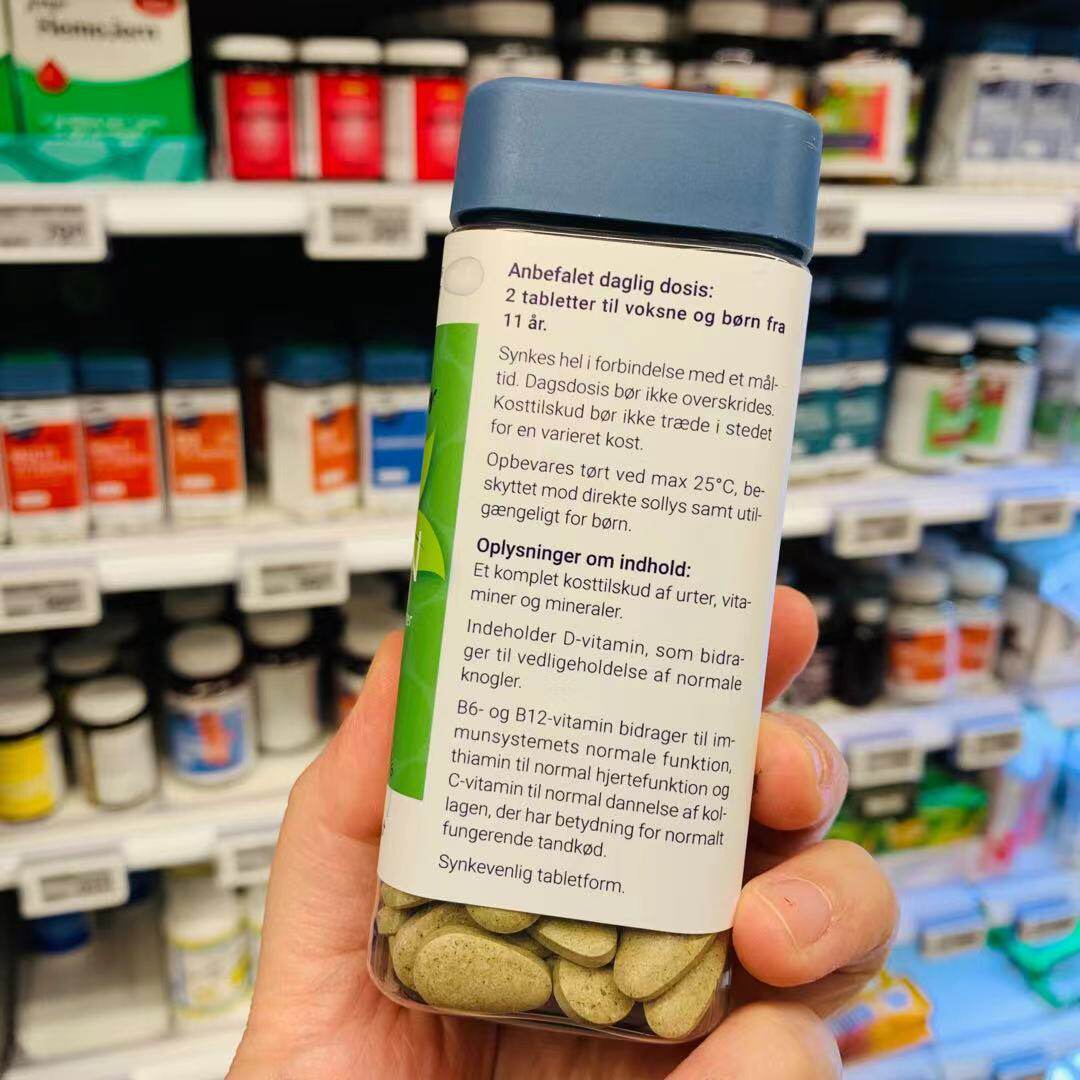 Anbefalet daglig dosis:
2 tabletter til voksne og børn fra
11 år.
Synkes hel i forbindelse med et mål-
tid. Dagsdosis bør ikke overskrides.
Kosttilskud bør ikke træde i stedet
for en varieret kost.
Opbevares tørt ved max 25°C, be-
skyttet mod direkte sollys samt util-
gængeligt for børn.
Oplysninger om indhold:
Et komplet kosttilskud af urter, vita-
miner og mineraler.
Indeholder D-vitamin, som bidra-
ger til vedligeholdelse af normale
knogler.
B6- og B12-vitamin bidrager til im-
munsystemets normale funktion,
thiamin til normal hjertefunktion og
C-vitamin til normal dannelse af kol-
lagen, der har betydning for normalt
fungerende tandkød.
Synkevenlig tabletform.